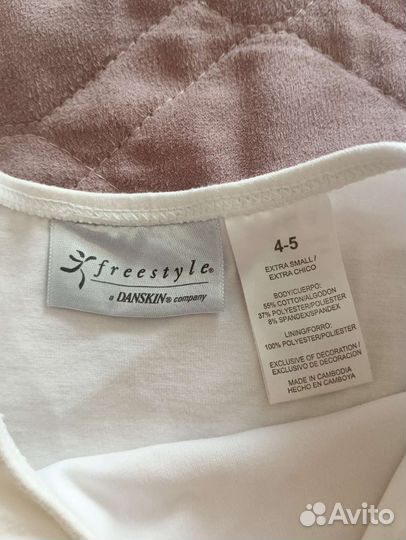 freestyle®
a DANSKIN® company
4-5
EXTRA SMALL/
EXTRA CHICO
BODY/CUERPO:
55% COTTON/ALGODON
37% POLYESTER/POLIESTER
8% SPANDEX/SPANDEX
LINING/FORRO:
100% POLYESTER/POLIESTER
EXCLUSIVE OF DECORATION/
EXCLUSIVO DE DECORACION
MADE IN CAMBODIA
HECHO EN CAMBOYA
Avito